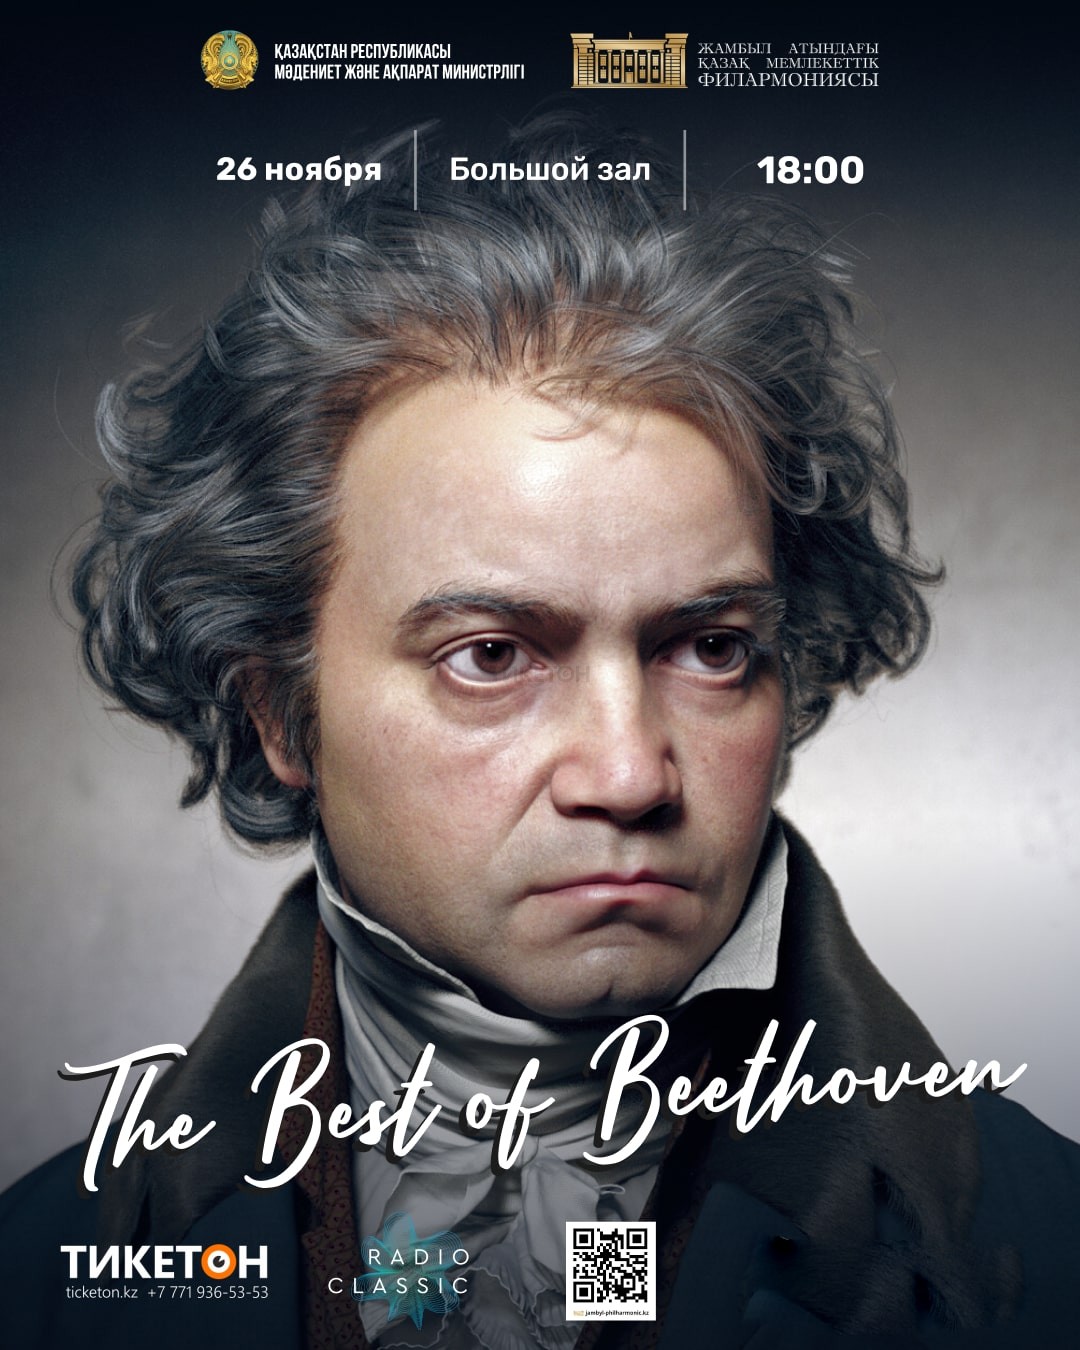 ҚАЗАҚСТАН РЕСПУБЛИКАСЫ
МӘДЕНИЕТ ЖӘНЕ АҚПАРАТ МИНИСТРЛІГІ
ЖАМБЫЛ АТЫНДАҒЫ
ҚАЗАҚ МЕМЛЕКЕТТІК
ФИЛАРМОНИЯСЫ
26 ноября
Большой зал
18:00
The Best of Beethoven
ТИКЕТОН
ticketon.kz +7 771 936-53-53
RADIO
CLASSIC
jambyl-philharmonic.kz